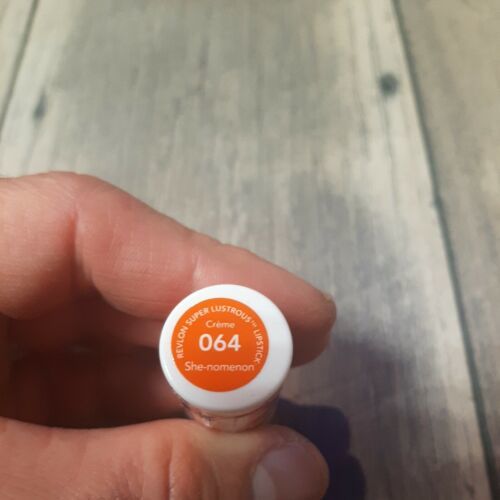 REVLON SUPER LUSTROUS™ LIPSTICK
Crème
064
She-nomenon